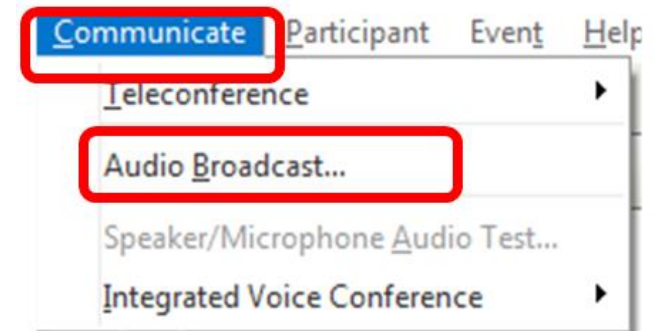 Communicate Participant Event Help
Teleconference
Audio Broadcast...
Speaker/Microphone Audio Test...
Integrated Voice Conference